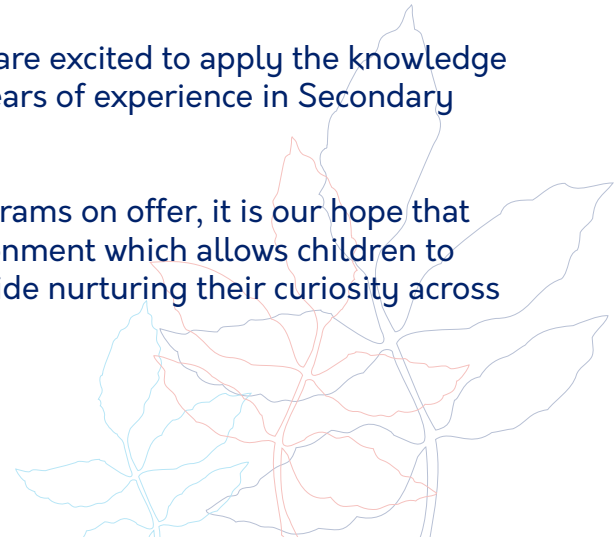 are excited to apply the knowledge
ears of experience in Secondary
rams on offer, it is our hope that
nment which allows children to
ide nurturing their curiosity across